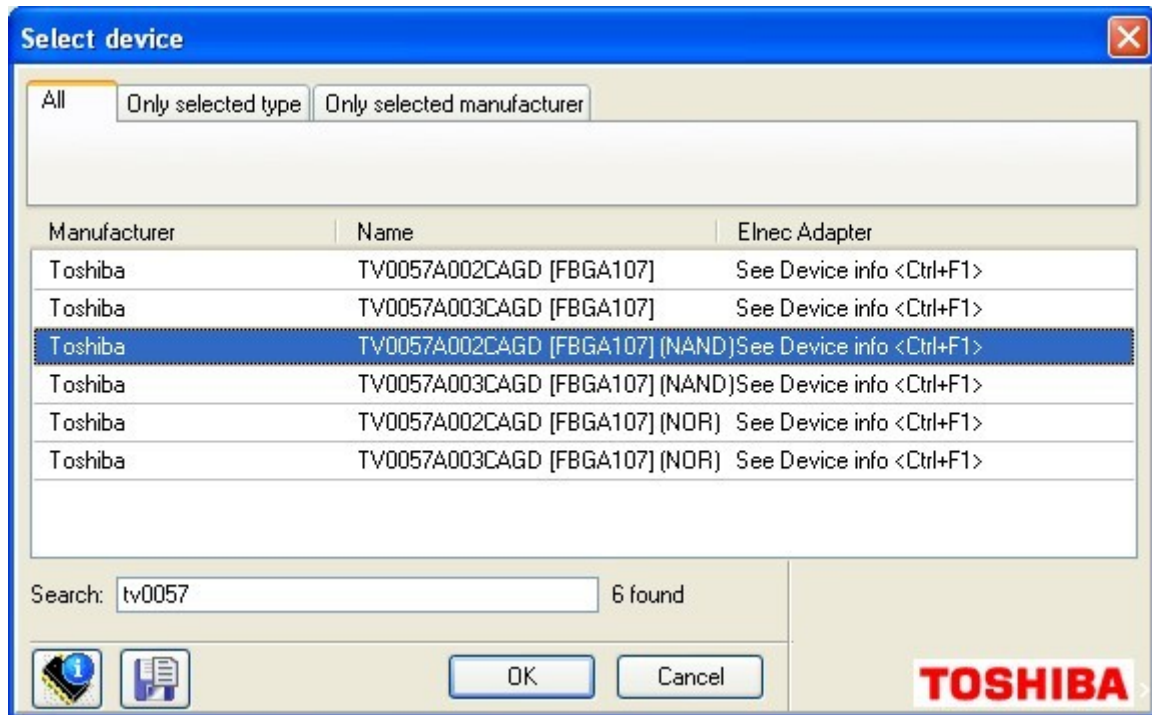 Select device
All Only selected type Only selected manufacturer
Manufacturer Name Elnec Adapter
Toshiba TV0057A002CAGD [FBGA107] See Device info <Ctrl+F1>
Toshiba TV0057A003CAGD [FBGA107] See Device info <Ctrl+F1>
Toshiba TV0057A002CAGD [FBGA107] (NAND)See Device info <Ctrl+F1>
Toshiba TV0057A003CAGD [FBGA107] (NAND)See Device info <Ctrl+F1>
Toshiba TV0057A002CAGD [FBGA107] (NOR) See Device info <Ctrl+F1>
Toshiba TV0057A003CAGD [FBGA107] (NOR) See Device info <Ctrl+F1>
Search: tv0057 6 found
OK Cancel TOSHIBA